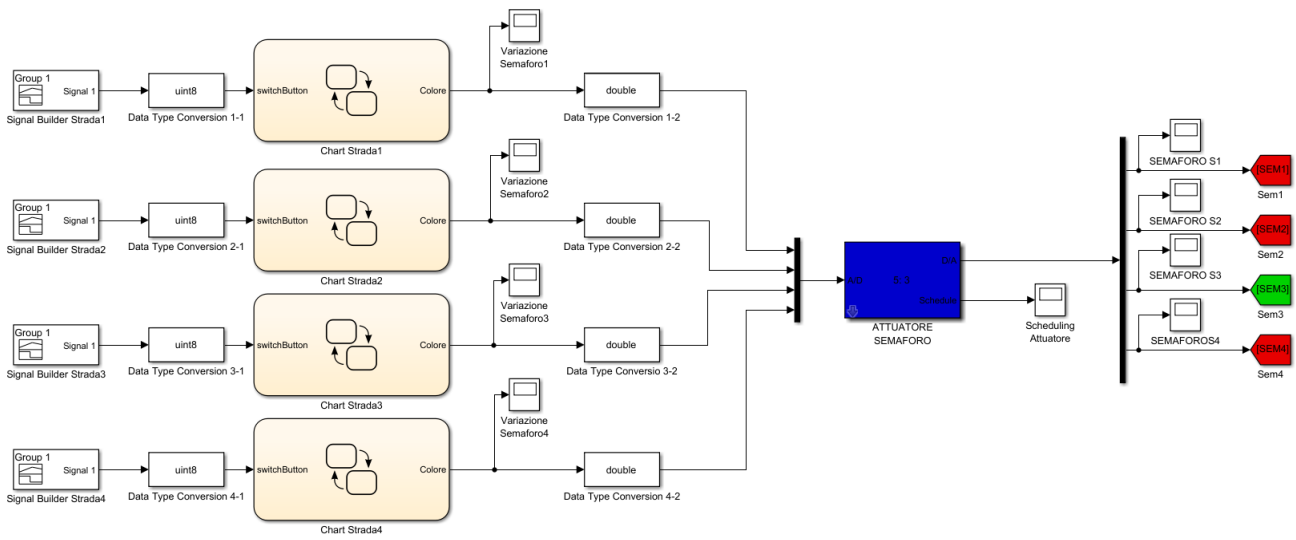 Group 1
Signal 1
Signal Builder Strada1
uint8
Data Type Conversion 1-1
switchButton
Colore
Chart Strada1
Variazione
Semaforo1
double
Data Type Conversion 1-2
Group 1
Signal 1
Signal Builder Strada2
uint8
Data Type Conversion 2-1
switchButton
Colore
Chart Strada2
Variazione
Semaforo2
double
Data Type Conversion 2-2
Group 1
Signal 1
Signal Builder Strada3
uint8
Data Type Conversion 3-1
switchButton
Colore
Chart Strada3
Variazione
Semaforo3
double
Data Type Conversio 3-2
Group 1
Signal 1
Signal Builder Strada4
uint8
Data Type Conversion 4-1
switchButton
Colore
Chart Strada4
Variazione
Semaforo4
double
Data Type Conversion 4-2
D/A
Schedule
ATTUATORE
SEMAFORO
Scheduling
Attuatore
SEMAFORO S1
[SEM1]
Sem1
SEMAFORO S2
[SEM2]
Sem2
SEMAFORO S3
[SEM3]
Sem3
SEMAFOROS4
[SEM4]
Sem4